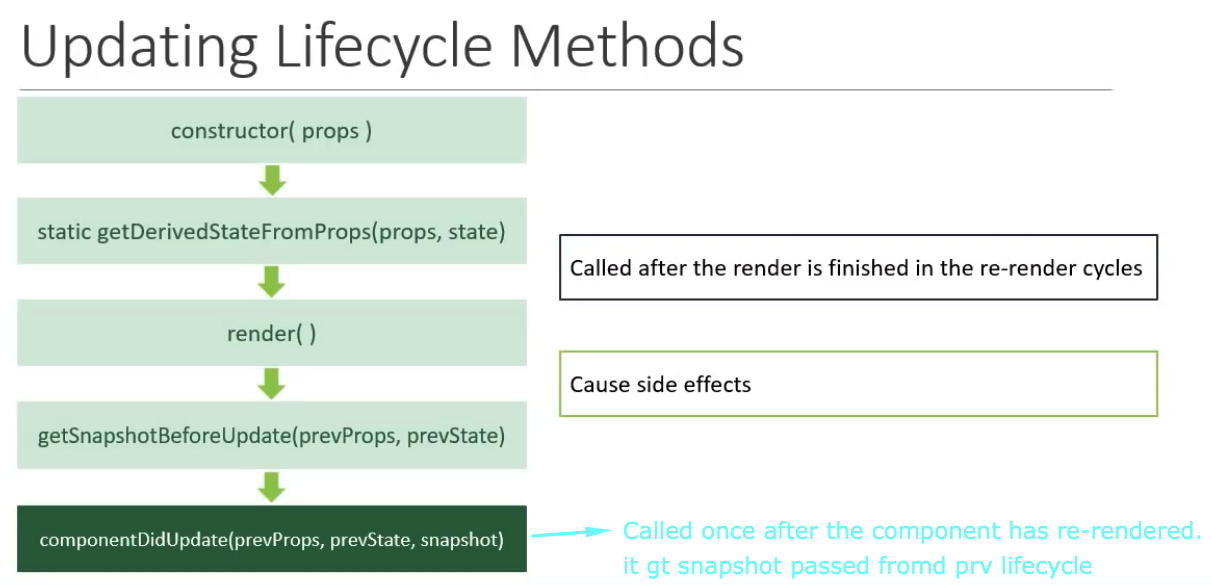 Updating Lifecycle Methods
constructor( props )
static getDerivedStateFromProps(props, state)
render( )
getSnapshotBeforeUpdate(prevProps, prevState)
componentDidUpdate(prevProps, prevState, snapshot)
Called after the render is finished in the re-render cycles
Cause side effects
Called once after the component has re-rendered.
it gt snapshot passed fromd prv lifecycle